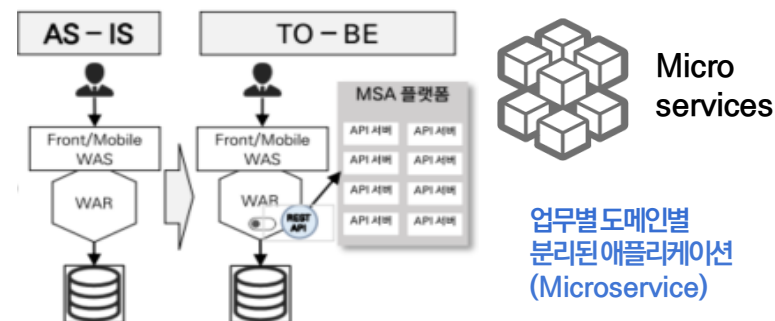 AS – IS
TO – BE
Front/Mobile
WAS
WAR
Front/Mobile
WAS
WAR
REST
API
MSA 플랫폼
API 서버
API 서버
API 서버
API 서버
API 서버
API 서버
API 서버
API 서버
Micro
services
업무별 도메인별
분리된 애플리케이션
(Microservice)